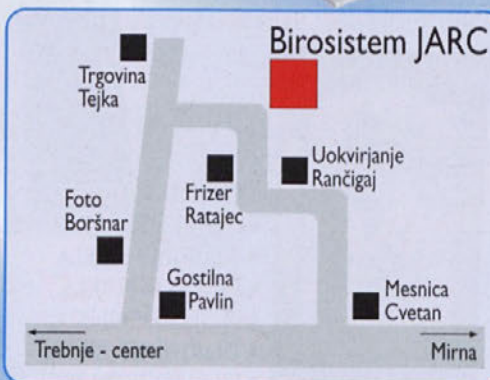 Birosistem JARC
Trgovina
Tejka
Uokvirjanje
Rančigaj
Frizer
Ratajec
Foto
Boršnar
Gostilna
Pavlin
Mesnica
Cvetan
Trebnje - center
Mirna